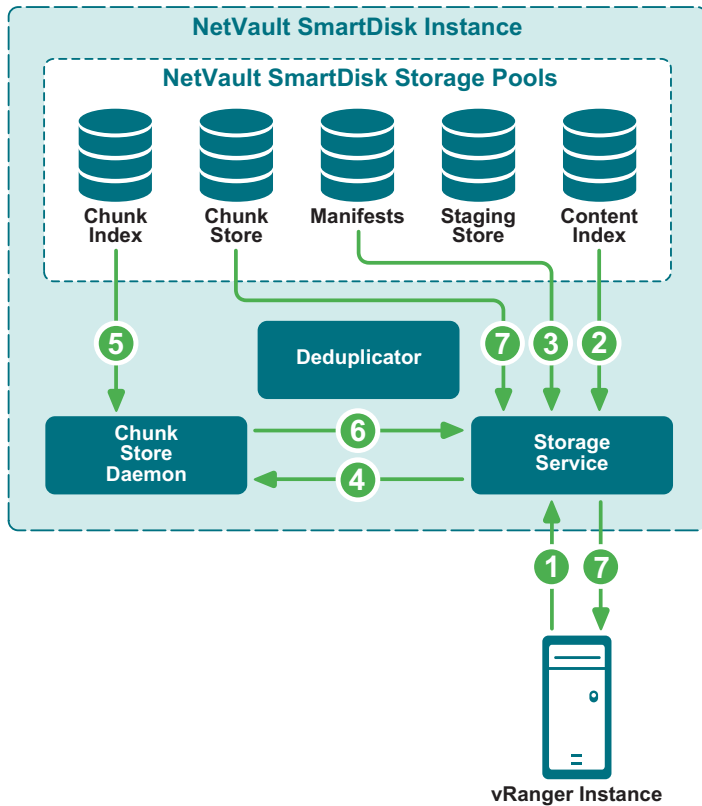 NetVault SmartDisk Instance
NetVault SmartDisk Storage Pools
Chunk
Index
Chunk
Store
Manifests
Staging
Store
Content
Index
5
7
3
2
Deduplicator
Chunk
Store
Daemon
6
4
Storage
Service
1
7
vRanger Instance